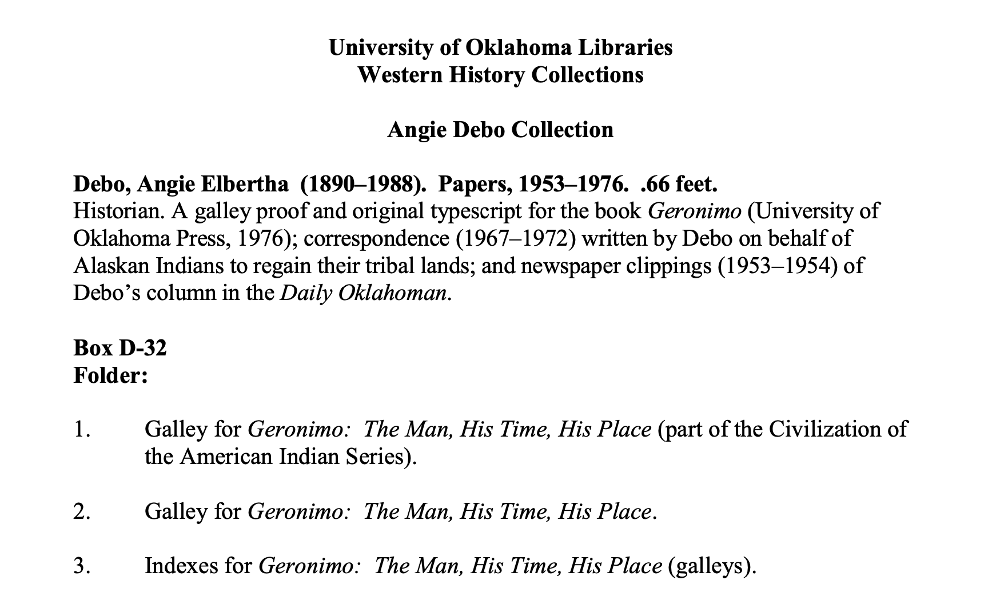 University of Oklahoma Libraries
Western History Collections
Angie Debo Collection
Debo, Angie Elbertha  (1890–1988).  Papers, 1953–1976.  .66 feet.
Historian. A galley proof and original typescript for the book Geronimo (University of
Oklahoma Press, 1976); correspondence (1967–1972) written by Debo on behalf of
Alaskan Indians to regain their tribal lands; and newspaper clippings (1953–1954) of
Debo’s column in the Daily Oklahoman.
Box D-32
Folder:
1. Galley for Geronimo:  The Man, His Time, His Place (part of the Civilization of
the American Indian Series).
2. Galley for Geronimo:  The Man, His Time, His Place.
3. Indexes for Geronimo:  The Man, His Time, His Place (galleys).